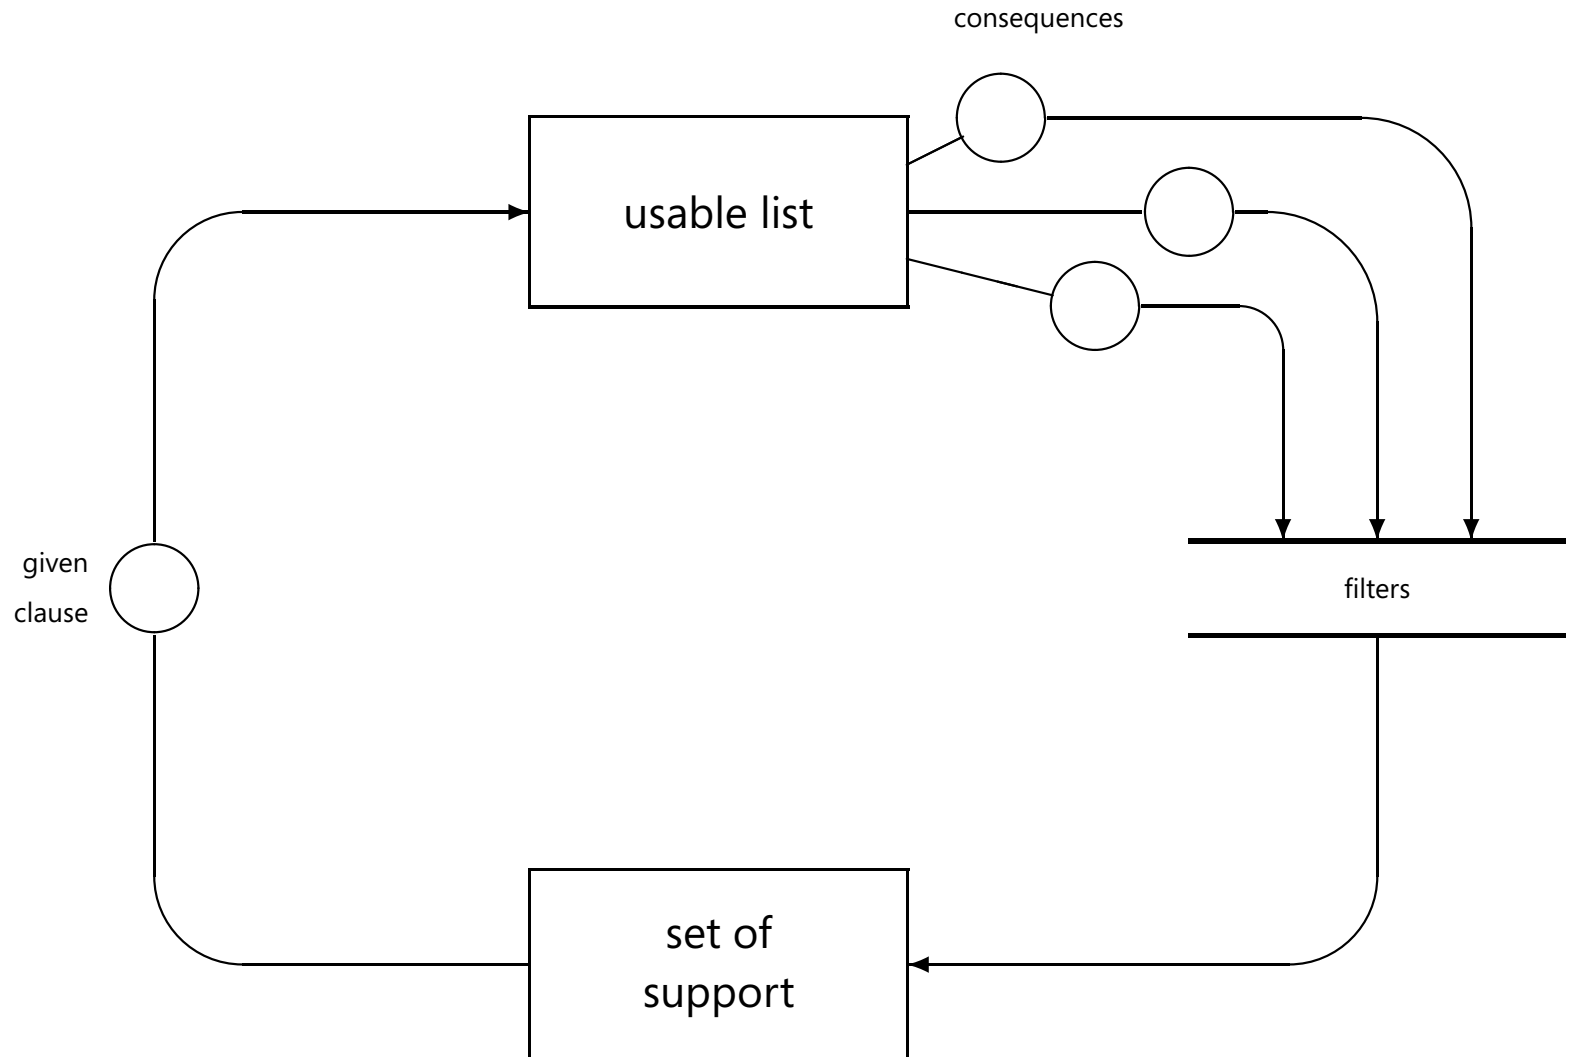 consequences
usable list
given
clause
filters
set of
support